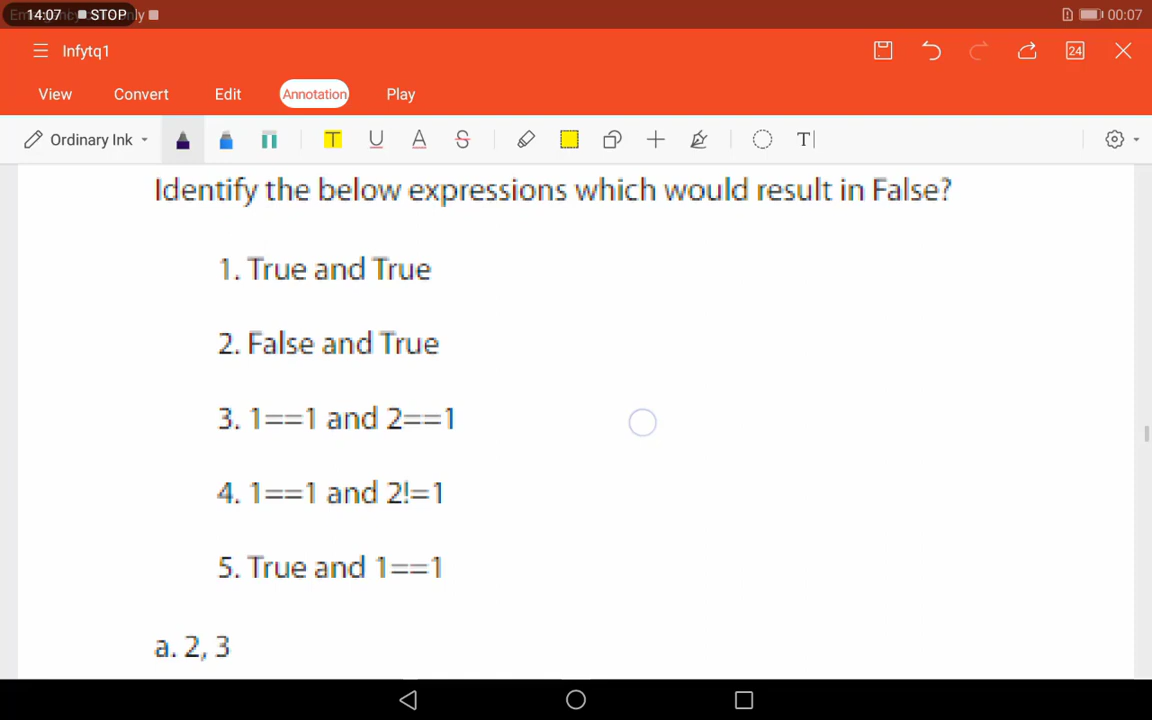 14:07 STOP
00:07
Infytq1
24
View Convert Edit Annotation Play
Ordinary Ink T U A S T
Identify the below expressions which would result in False?
1. True and True
2. False and True
3. 1==1 and 2==1
4. 1==1 and 2!=1
5. True and 1==1
a. 2, 3